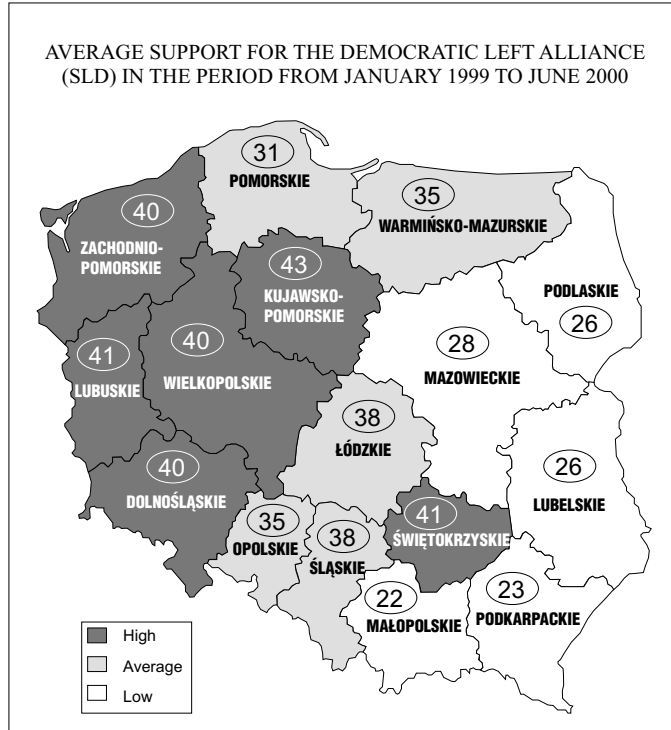 AVERAGE SUPPORT FOR THE DEMOCRATIC LEFT ALLIANCE
(SLD) IN THE PERIOD FROM JANUARY 1999 TO JUNE 2000
31
POMORSKIE
35
WARMIŃSKO-MAZURSKIE
40
ZACHODNIO-
POMORSKIE
43
KUJAWSKO-
POMORSKIE
PODLASKIE
26
41
LUBUSKIE
40
WIELKOPOLSKIE
28
MAZOWIECKIE
38
ŁÓDZKIE
40
DOLNOŚLĄSKIE
26
LUBELSKIE
35
OPOLSKIE
38
ŚLĄSKIE
41
ŚWIĘTOKRZYSKIE
22
MAŁOPOLSKIE
23
PODKARPACKIE
High
Average
Low